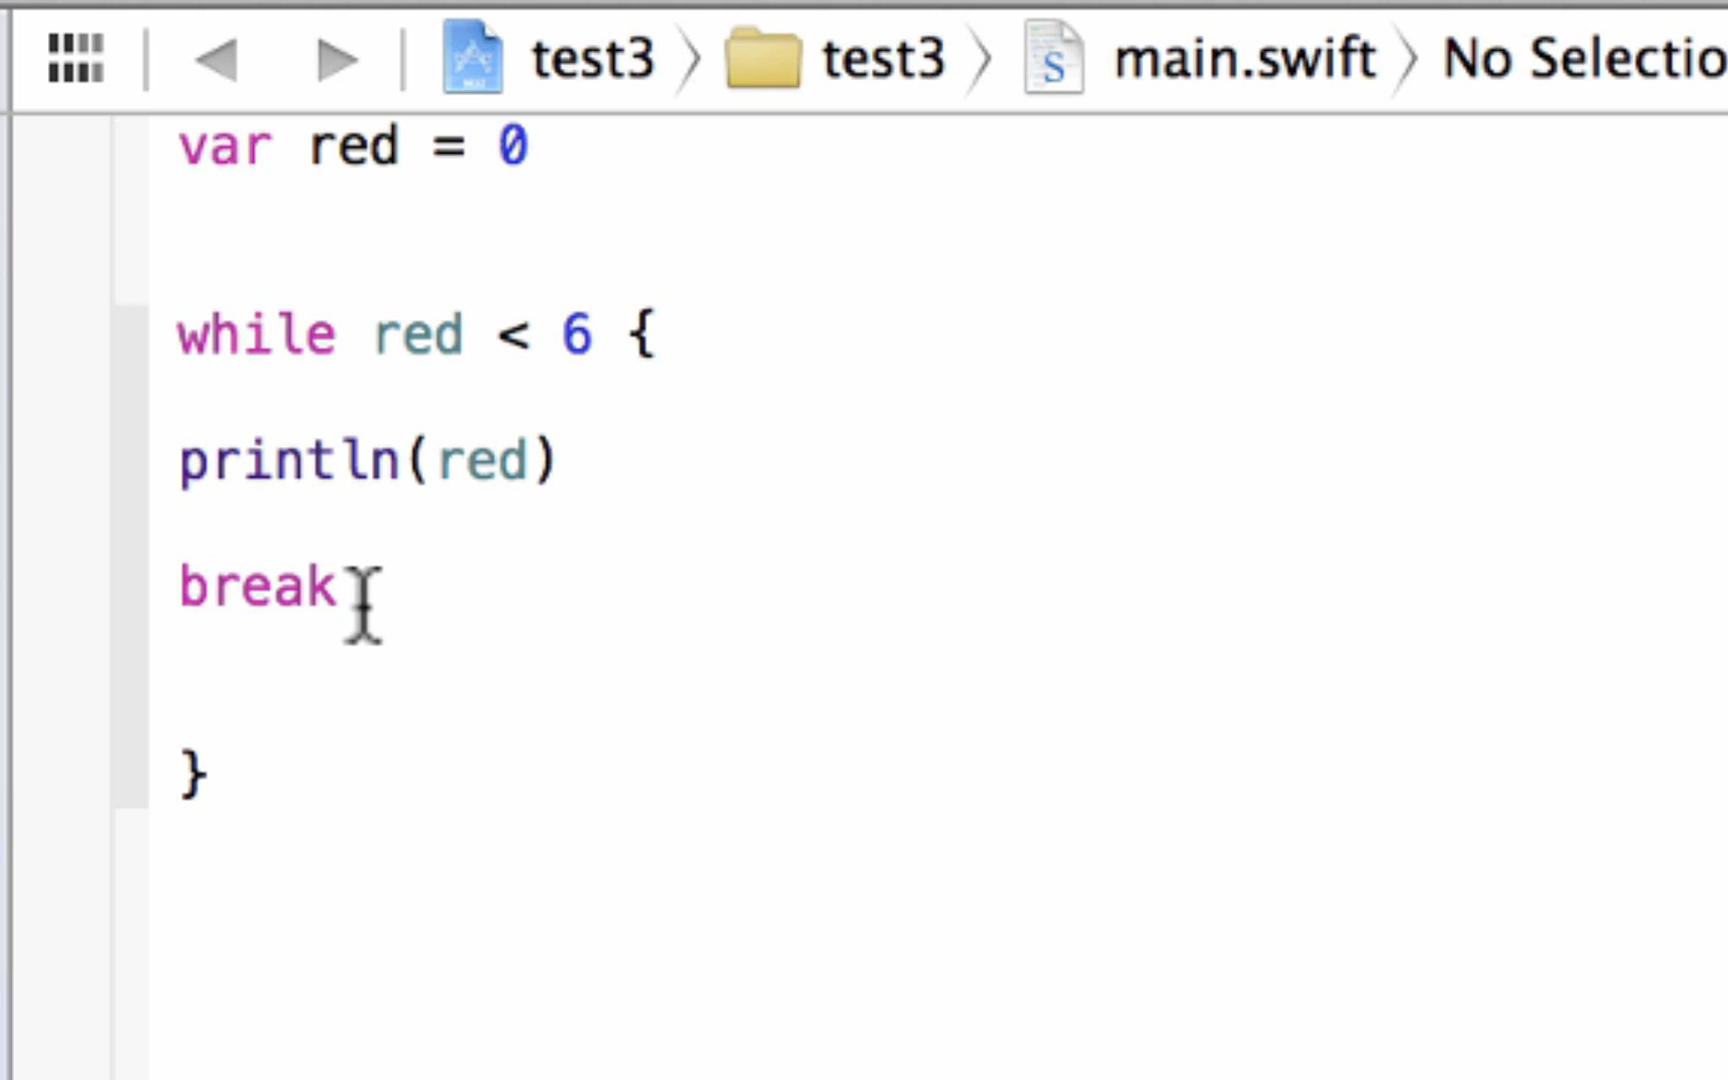 test3 test3 main.swift No Selectio
var red = 0
while red < 6 {
println(red)
break
}